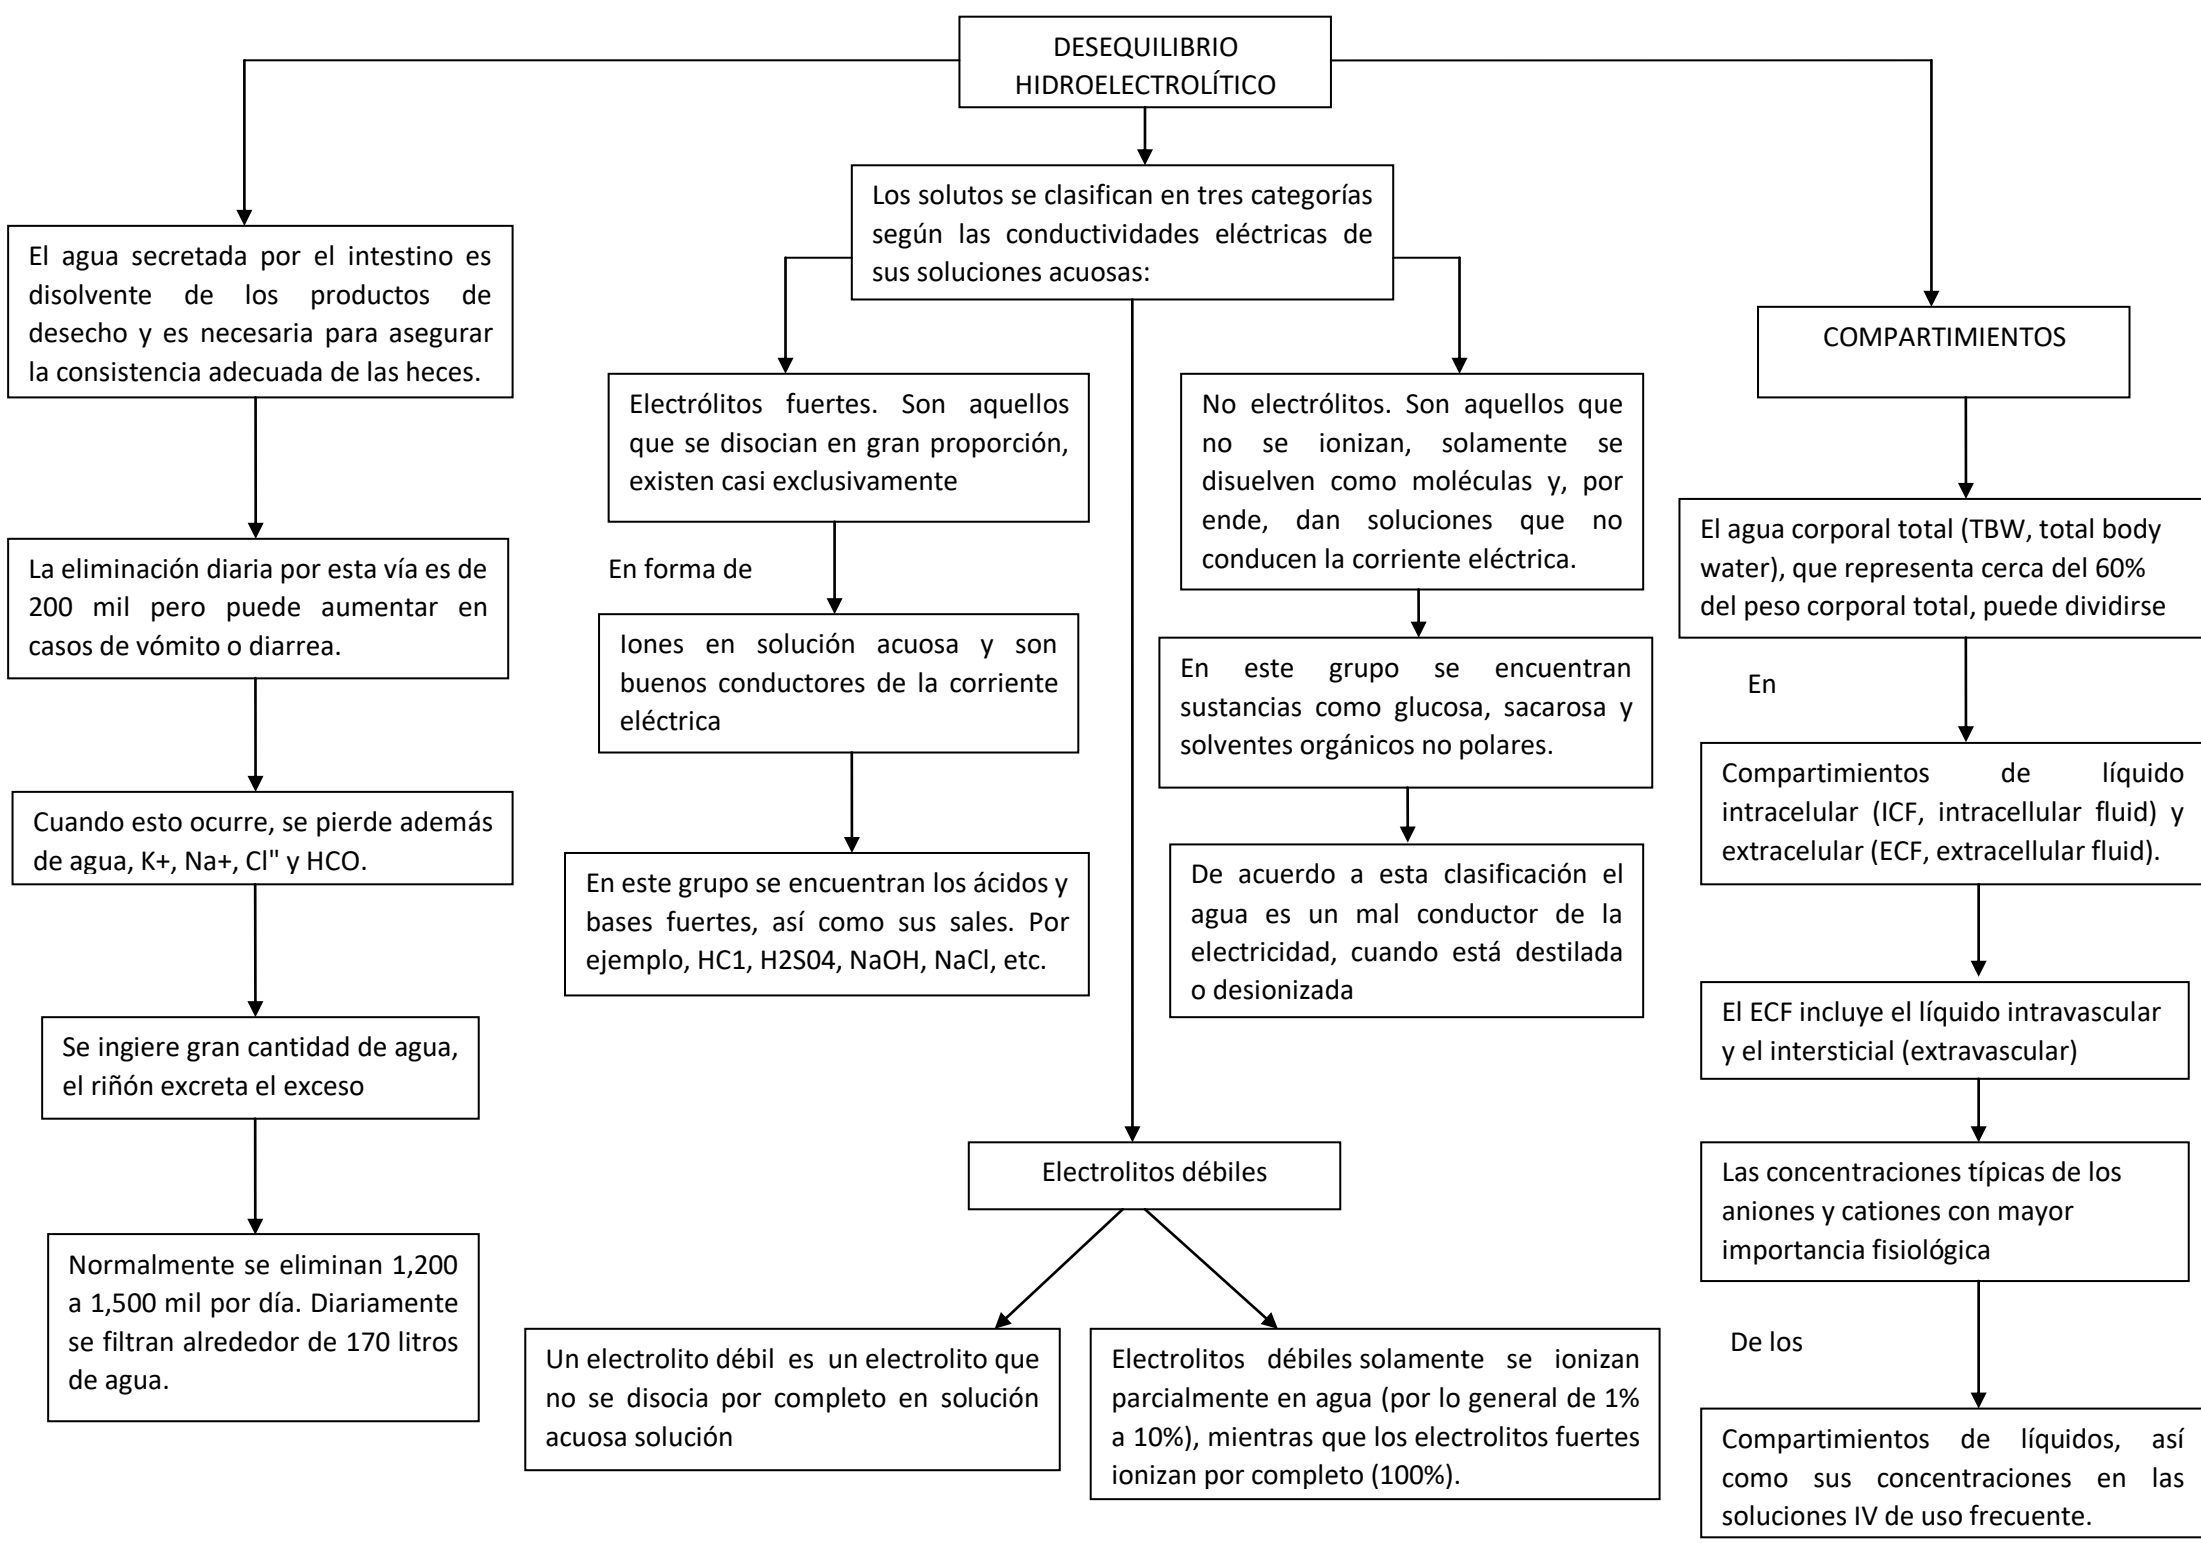 DESEQUILIBRIO
HIDROELECTROLÍTICO
El agua secretada por el intestino es
disolvente de los productos de
desecho y es necesaria para asegurar
la consistencia adecuada de las heces.
La eliminación diaria por esta vía es de
200 mil pero puede aumentar en
casos de vómito o diarrea.
Cuando esto ocurre, se pierde además
de agua, K+, Na+, Cl" y HCO.
Se ingiere gran cantidad de agua,
el riñón excreta el exceso
Normalmente se eliminan 1,200
a 1,500 mil por día. Diariamente
se filtran alrededor de 170 litros
de agua.
Los solutos se clasifican en tres categorías
según las conductividades eléctricas de
sus soluciones acuosas:
Electrólitos fuertes. Son aquellos
que se disocian en gran proporción,
existen casi exclusivamente
En forma de
Iones en solución acuosa y son
buenos conductores de la corriente
eléctrica
En este grupo se encuentran los ácidos y
bases fuertes, así como sus sales. Por
ejemplo, HC1, H2S04, NaOH, NaCl, etc.
No electrólitos. Son aquellos que
no se ionizan, solamente se
disuelven como moléculas y, por
ende, dan soluciones que no
conducen la corriente eléctrica.
En este grupo se encuentran
sustancias como glucosa, sacarosa y
solventes orgánicos no polares.
De acuerdo a esta clasificación el
agua es un mal conductor de la
electricidad, cuando está destilada
o desionizada
Electrolitos débiles
Un electrolito débil es un electrolito que
no se disocia por completo en solución
acuosa solución
Electrolitos débiles solamente se ionizan
parcialmente en agua (por lo general de 1%
a 10%), mientras que los electrolitos fuertes
ionizan por completo (100%).
COMPARTIMIENTOS
El agua corporal total (TBW, total body
water), que representa cerca del 60%
del peso corporal total, puede dividirse
En
Compartimientos de líquido
intracelular (ICF, intracellular fluid) y
extracelular (ECF, extracellular fluid).
El ECF incluye el líquido intravascular
y el intersticial (extravascular)
Las concentraciones típicas de los
aniones y cationes con mayor
importancia fisiológica
De los
Compartimientos de líquidos, así
como sus concentraciones en las
soluciones IV de uso frecuente.